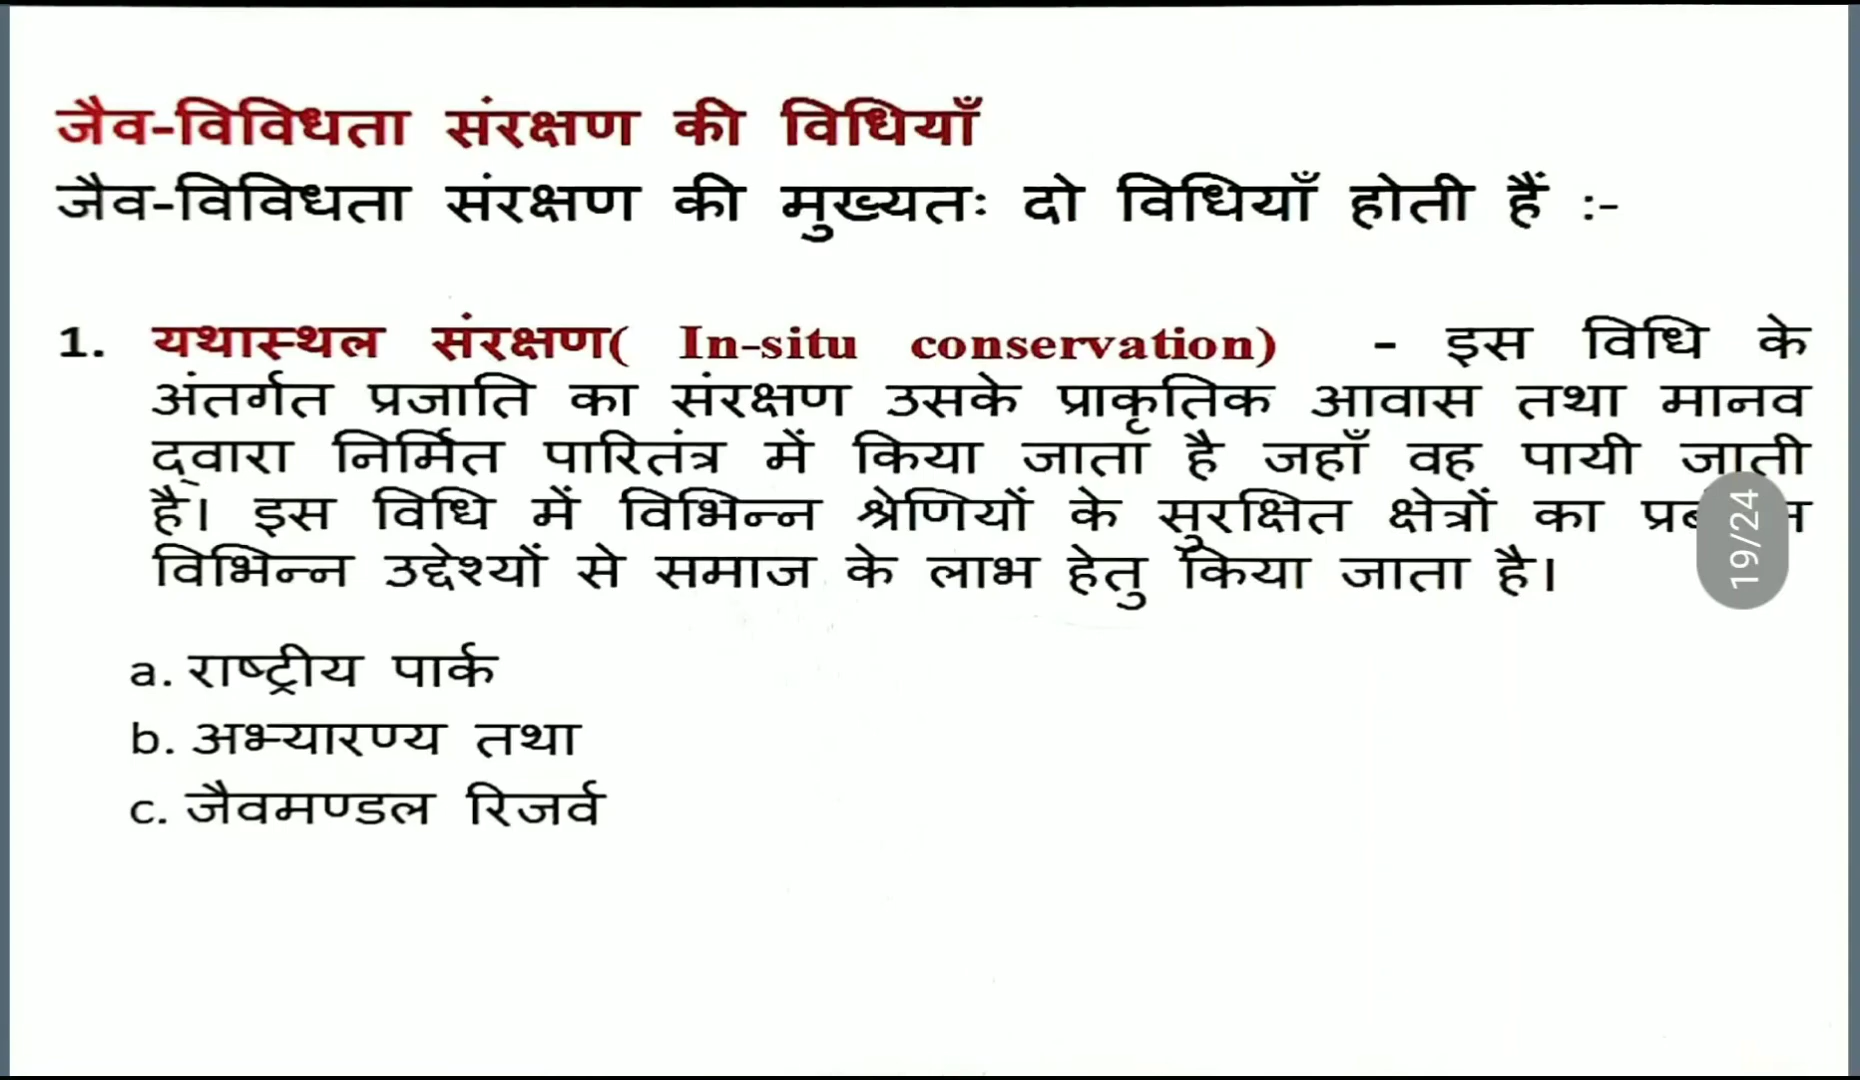 जैव-विविधता संरक्षण की विधियाँ
जैव-विविधता संरक्षण की मुख्यतः दो विधियाँ होती हैं :-
1. यथास्थल संरक्षण( In-situ conservation) - इस विधि के
अंतर्गत प्रजाति का संरक्षण उसके प्राकृतिक आवास तथा मानव
द्वारा निर्मित पारितंत्र में किया जाता है जहाँ वह पायी जाती
है। इस विधि में विभिन्न श्रेणियों के सुरक्षित क्षेत्रों का
विभिन्न उद्देश्यों से समाज के लाभ हेतु किया जाता है।
19/24
a. राष्ट्रीय पार्क
b. अभ्यारण्य तथा
c. जैवमण्डल रिजर्व